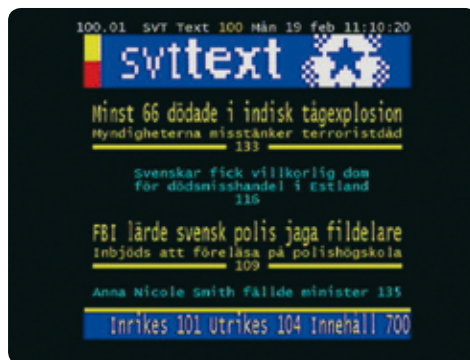 100.01 SVT Text 100 Mån 19 feb 11:10:20
svttext
Minst 66 dödade i indisk tågexplosion
Myndigheterna misstänker terroristdåd
133
Svenskar fick villkorlig dom
för dödsmisshandel i Estland
116
FBI lärde svensk polis jaga fildelare
Inbjöds att föreläsa på polishögskola
109
Anna Nicole Smith fällde minister 135
Inrikes 101 Utrikes 104 Innehåll 700